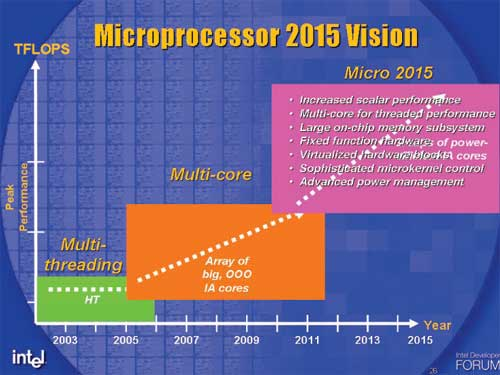 Microprocessor 2015 Vision
TFLOPS
Micro 2015
• Increased scalar performance
• Multi-core for threaded performance
• Large on-chip memory subsystem
• Fixed function hardware
of power-
• Virtualized hardware blocks
IA cores
• Sophisticated microkernel control
• Advanced power management
Multi-core
Peak
Performance
Multi-
threading
Array of
big, OOO
IA cores
HT
Year
2003 2005 2007 2009 2011 2013 2015
intel
Intel Develope
FORUM
26